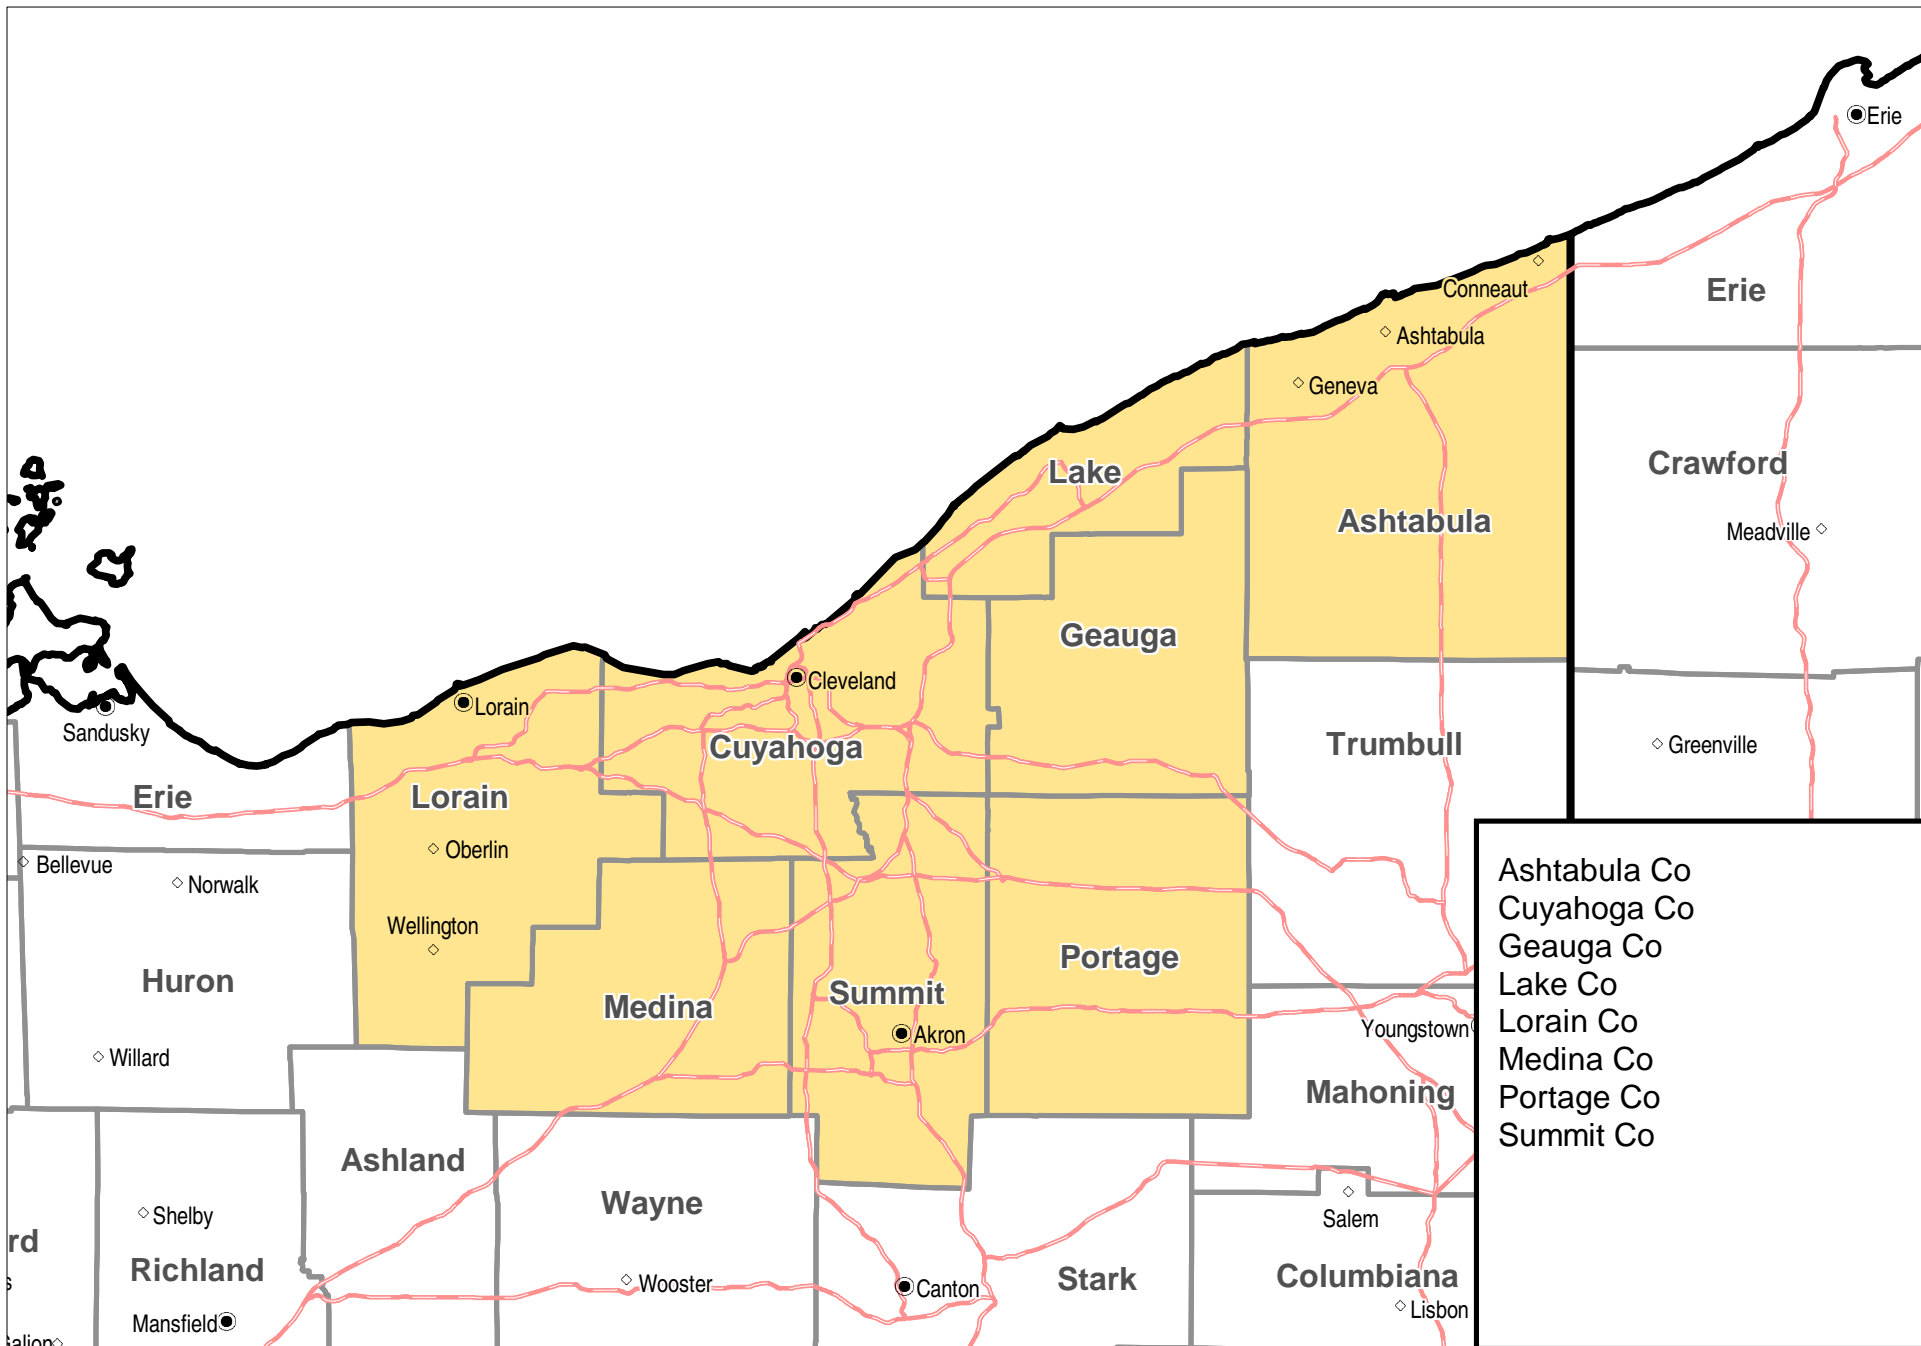 Erie
Conneaut
Erie
Ashtabula
Geneva
Lake
Crawford
Ashtabula
Meadville
Geauga
Cleveland
Lorain
Sandusky
Cuyahoga
Trumbull
Greenville
Erie
Lorain
Oberlin
Bellevue
Norwalk
Wellington
Huron
Portage
Summit
Medina
Akron
Youngstown
Willard
Mahoning
Ashland
Wayne
Shelby
Salem
rd
s
Richland
Wooster
Canton
Stark
Columbiana
Lisbon
Mansfield
Galion
Ashtabula Co
Cuyahoga Co
Geauga Co
Lake Co
Lorain Co
Medina Co
Portage Co
Summit Co